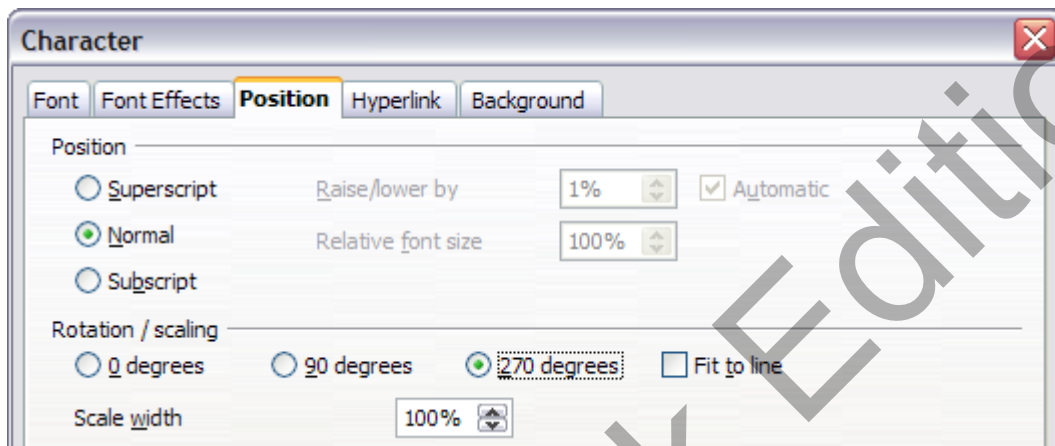 Character
Font Font Effects Position Hyperlink Background
Position
Superscript Raise/lower by 1% Automatic
Normal Relative font size 100%
Subscript
Rotation / scaling
0 degrees 90 degrees 270 degrees Fit to line
Scale width 100%